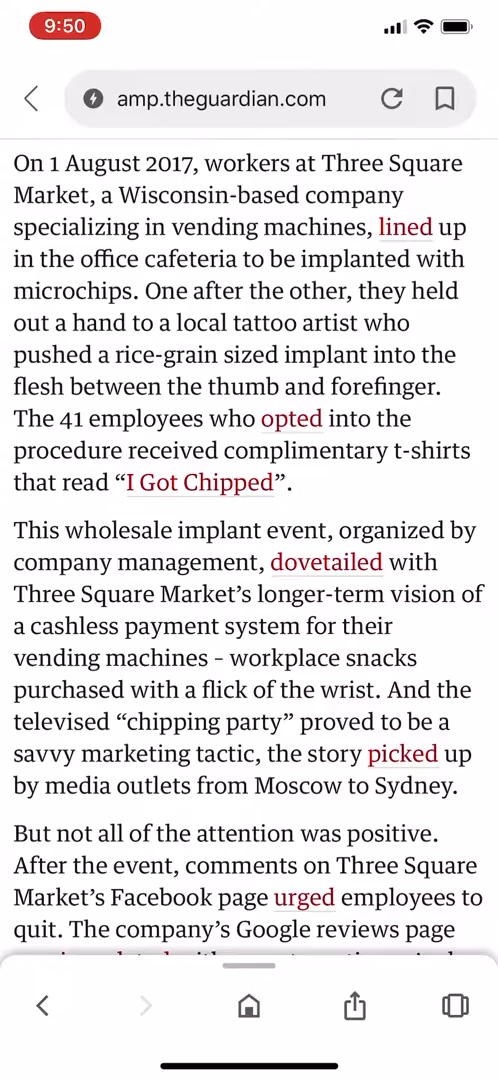 9:50
amp.theguardian.com
On 1 August 2017, workers at Three Square
Market, a Wisconsin-based company
specializing in vending machines, lined up
in the office cafeteria to be implanted with
microchips. One after the other, they held
out a hand to a local tattoo artist who
pushed a rice-grain sized implant into the
flesh between the thumb and forefinger.
The 41 employees who opted into the
procedure received complimentary t-shirts
that read “I Got Chipped”.
This wholesale implant event, organized by
company management, dovetailed with
Three Square Market’s longer-term vision of
a cashless payment system for their
vending machines – workplace snacks
purchased with a flick of the wrist. And the
televised “chipping party” proved to be a
savvy marketing tactic, the story picked up
by media outlets from Moscow to Sydney.
But not all of the attention was positive.
After the event, comments on Three Square
Market’s Facebook page urged employees to
quit. The company’s Google reviews page